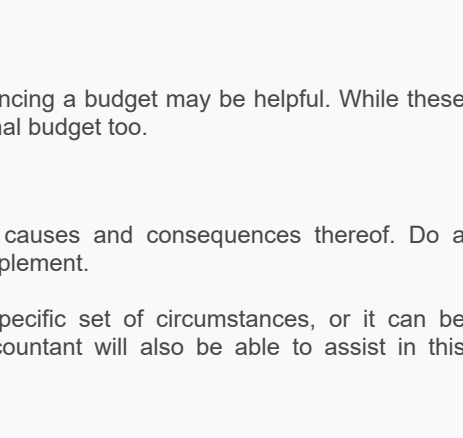 ncing a budget may be helpful. While these
al budget too.
causes and consequences thereof. Do a
plement.
pecific set of circumstances, or it can be
countant will also be able to assist in this